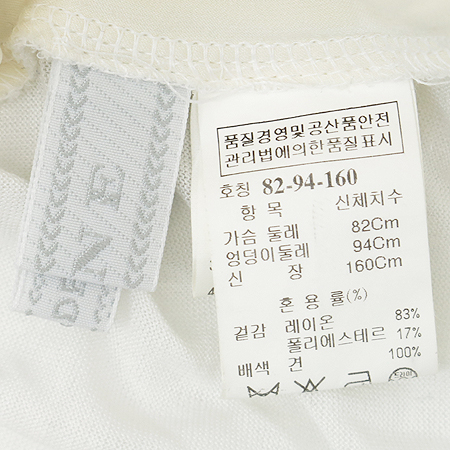 품질경영및공산품안전
관리법에의한품질표시
호칭 82-94-160
항 목 신체치수
가슴 둘레 82Cm
엉덩이둘레 94Cm
신 장 160Cm
혼 용 률(%)
겉감 레이온 83%
폴리에스테르 17%
배색 견 100%